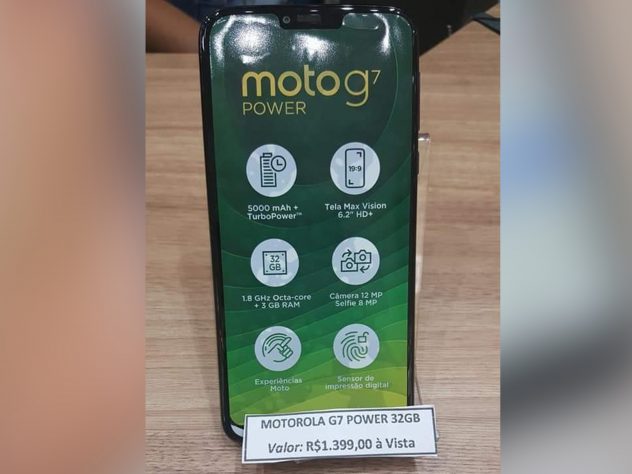 moto g7
POWER
5000 mAh +
TurboPower™
19:9
Tela Max Vision
6.2" HD+
32
GB
1.8 GHz Octa-core
+ 3 GB RAM
Câmera 12 MP
Selfie 8 MP
Experiências
Moto
Sensor de
impressão digital
MOTOROLA G7 POWER 32GB
Valor: R$1.399,00 à Vista